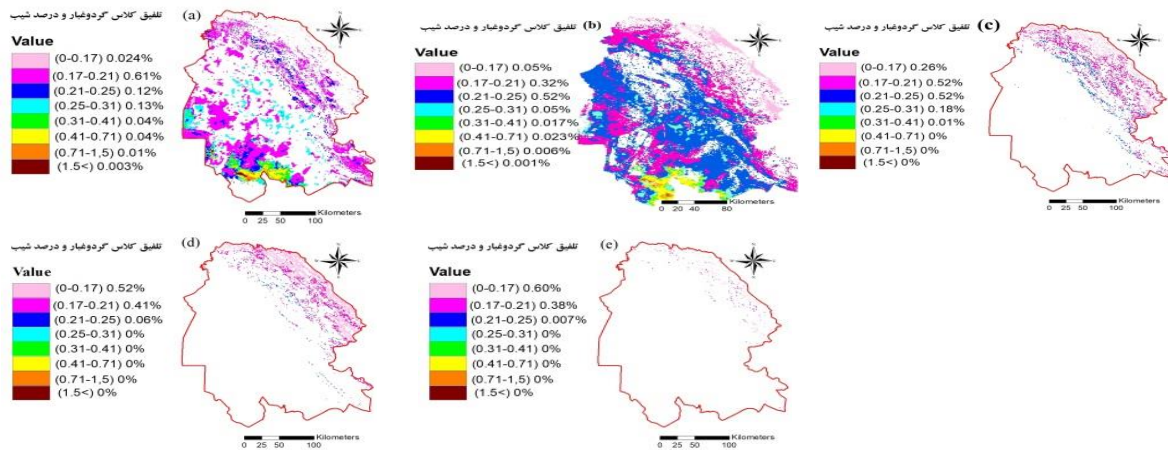 تلفیق کلاس گردوغبار و درصد شیب
(a)
Value
(0-0.17) 0.024%
(0.17-0.21) 0.61%
(0.21-0.25) 0.12%
(0.25-0.31) 0.13%
(0.31-0.41) 0.04%
(0.41-0.71) 0.04%
(0.71-1,5) 0.01%
(1.5<) 0.003%
Kilometers
0 25 50 100
تلفیق کلاس گردوغبار و درصد شیب
(b)
Value
(0-0.17) 0.05%
(0.17-0.21) 0.32%
(0.21-0.25) 0.52%
(0.25-0.31) 0.05%
(0.31-0.41) 0.017%
(0.41-0.71) 0.023%
(0.71-1,5) 0.006%
(1.5<) 0.001%
Kilometers
0 20 40 80
تلفیق کلاس گردوغبار و درصد شیب
(c)
Value
(0-0.17) 0.26%
(0.17-0.21) 0.52%
(0.21-0.25) 0.52%
(0.25-0.31) 0.18%
(0.31-0.41) 0.01%
(0.41-0.71) 0%
(0.71-1,5) 0%
(1.5<) 0%
Kilometers
0 25 50 100
تلفیق کلاس گردوغبار و درصد شیب
(d)
Value
(0-0.17) 0.52%
(0.17-0.21) 0.41%
(0.21-0.25) 0.06%
(0.25-0.31) 0%
(0.31-0.41) 0%
(0.41-0.71) 0%
(0.71-1,5) 0%
(1.5<) 0%
Kilometers
0 25 50 100
تلفیق کلاس گردوغبار و درصد شیب
(e)
Value
(0-0.17) 0.60%
(0.17-0.21) 0.38%
(0.21-0.25) 0.007%
(0.25-0.31) 0%
(0.31-0.41) 0%
(0.41-0.71) 0%
(0.71-1,5) 0%
(1.5<) 0%
Kilometers
0 25 50 100